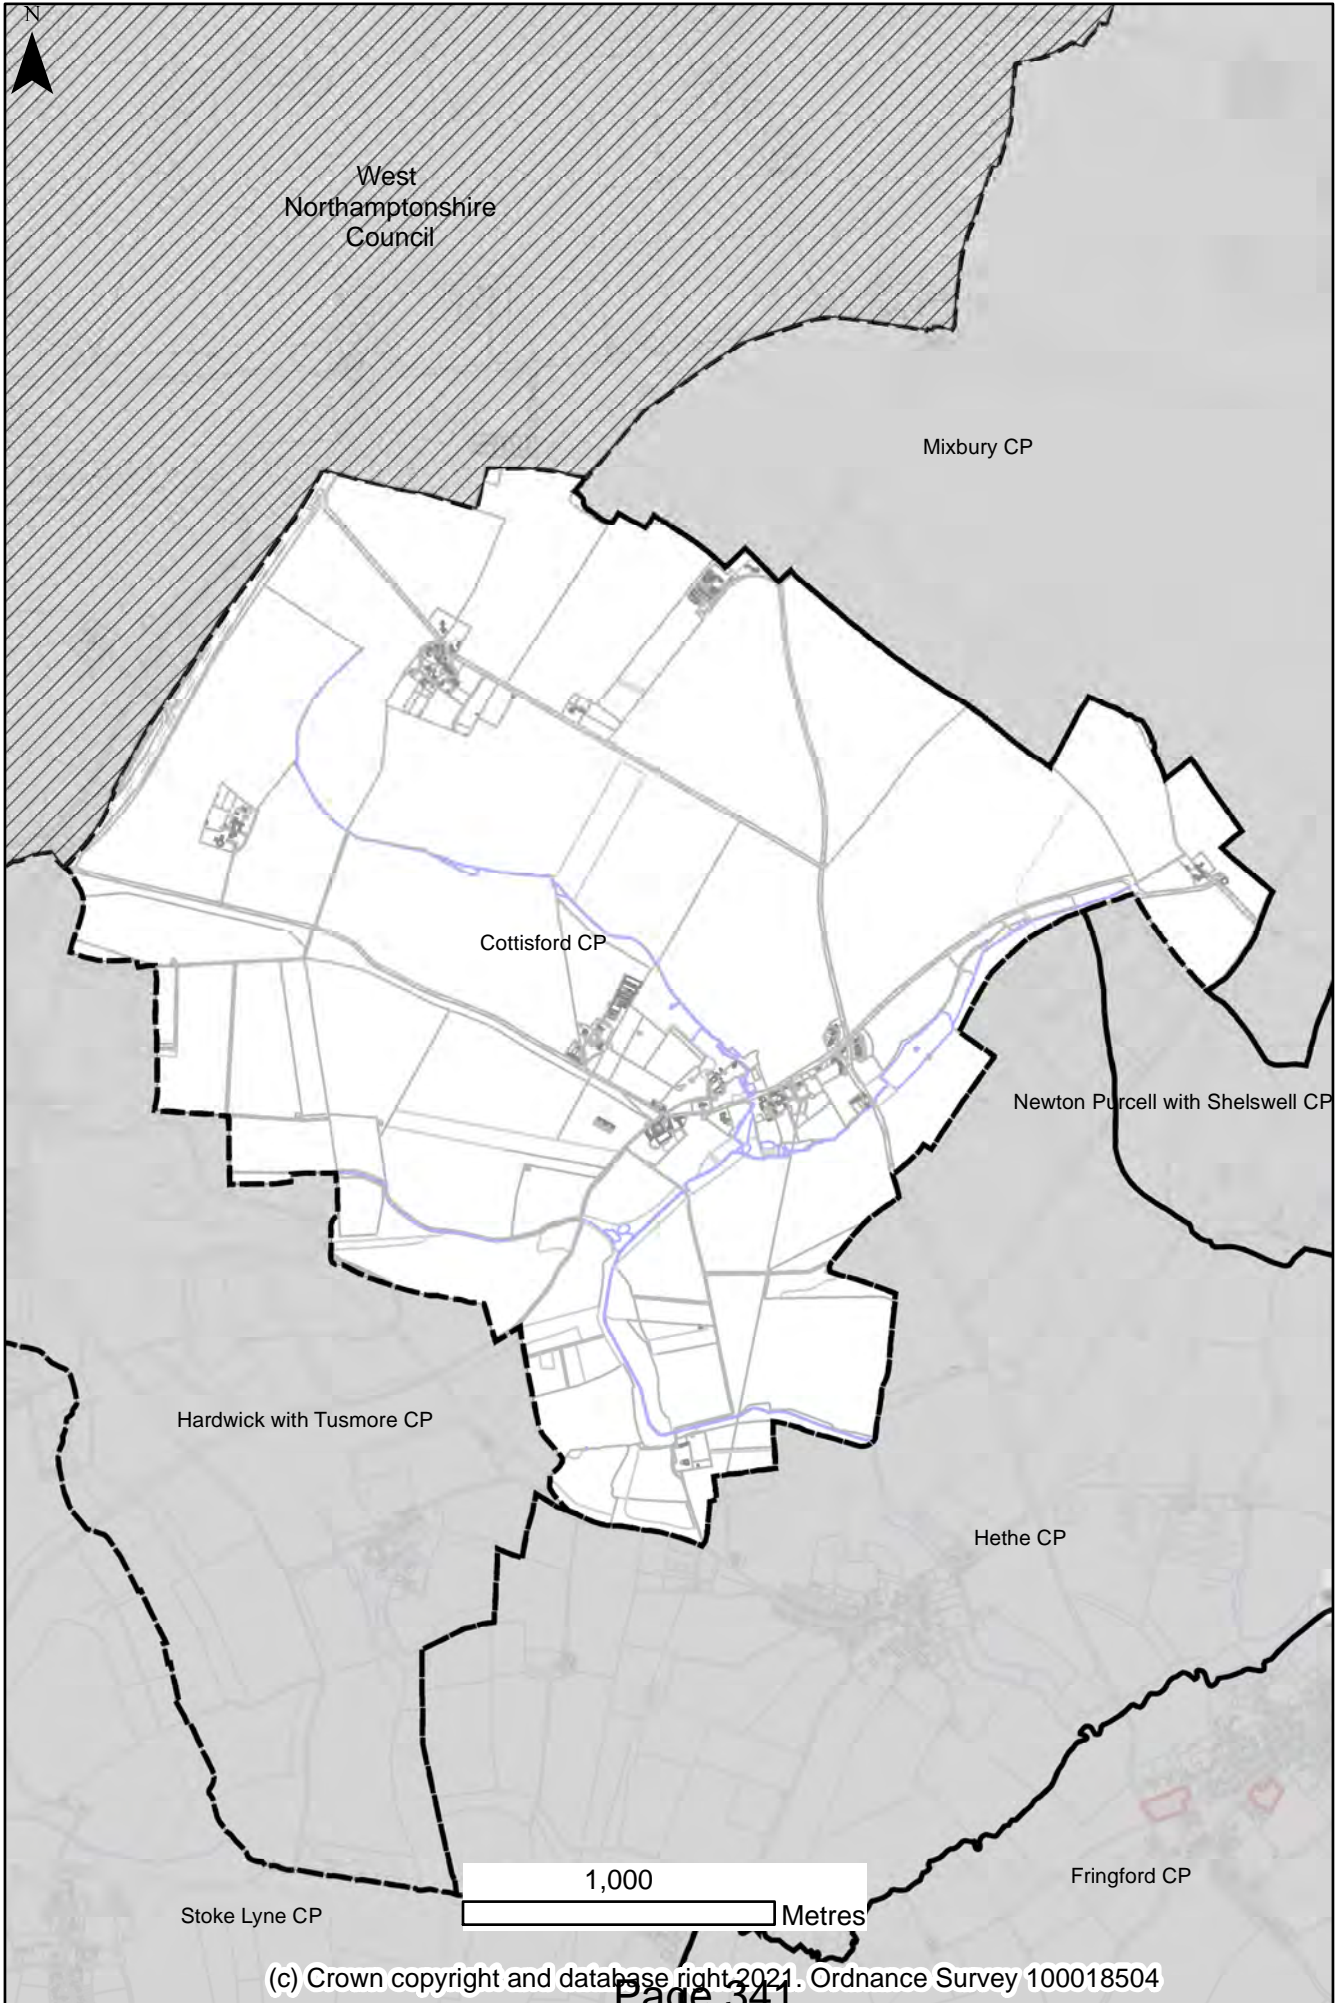 N
West
Northamptonshire
Council
Mixbury CP
Cottisford CP
Newton Purcell with Shelswell CP
Hardwick with Tusmore CP
Hethe CP
Fringford CP
1,000
Metres
Stoke Lyne CP
(c) Crown copyright and database right 2021. Ordnance Survey 100018504
Page 341